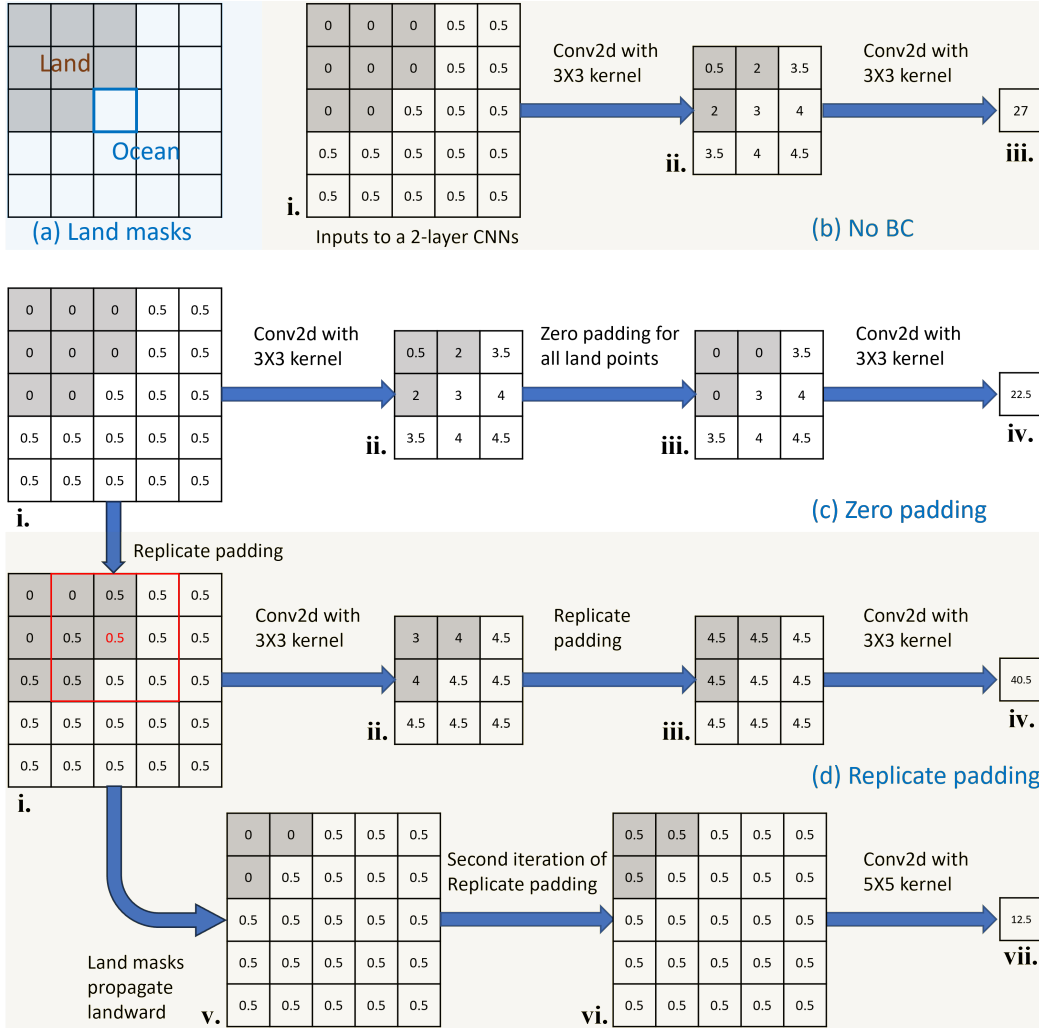 Land
Ocean
(a) Land masks
0 0 0 0.5 0.5
0 0 0 0.5 0.5
0 0 0.5 0.5 0.5
0.5 0.5 0.5 0.5 0.5
0.5 0.5 0.5 0.5 0.5
i.
Inputs to a 2-layer CNNs
Conv2d with
3X3 kernel
0.5 2 3.5
2 3 4
3.5 4 4.5
ii.
Conv2d with
3X3 kernel
27
iii.
(b) No BC
0 0 0 0.5 0.5
0 0 0 0.5 0.5
0 0 0.5 0.5 0.5
0.5 0.5 0.5 0.5 0.5
0.5 0.5 0.5 0.5 0.5
i.
Conv2d with
3X3 kernel
0.5 2 3.5
2 3 4
3.5 4 4.5
ii.
Zero padding for
all land points
0 0 3.5
0 3 4
3.5 4 4.5
iii.
Conv2d with
3X3 kernel
22.5
iv.
(c) Zero padding
Replicate padding
0 0 0.5 0.5 0.5
0 0.5 0.5 0.5 0.5
0.5 0.5 0.5 0.5 0.5
0.5 0.5 0.5 0.5 0.5
0.5 0.5 0.5 0.5 0.5
i.
Conv2d with
3X3 kernel
3 4 4.5
4 4.5 4.5
4.5 4.5 4.5
ii.
Replicate
padding
4.5 4.5 4.5
4.5 4.5 4.5
4.5 4.5 4.5
iii.
Conv2d with
3X3 kernel
40.5
iv.
(d) Replicate padding
Land masks
propagate
landward
0 0 0.5 0.5 0.5
0 0.5 0.5 0.5 0.5
0.5 0.5 0.5 0.5 0.5
0.5 0.5 0.5 0.5 0.5
0.5 0.5 0.5 0.5 0.5
v.
Second iteration of
Replicate padding
0.5 0.5 0.5 0.5 0.5
0.5 0.5 0.5 0.5 0.5
0.5 0.5 0.5 0.5 0.5
0.5 0.5 0.5 0.5 0.5
0.5 0.5 0.5 0.5 0.5
vi.
Conv2d with
5X5 kernel
12.5
vii.